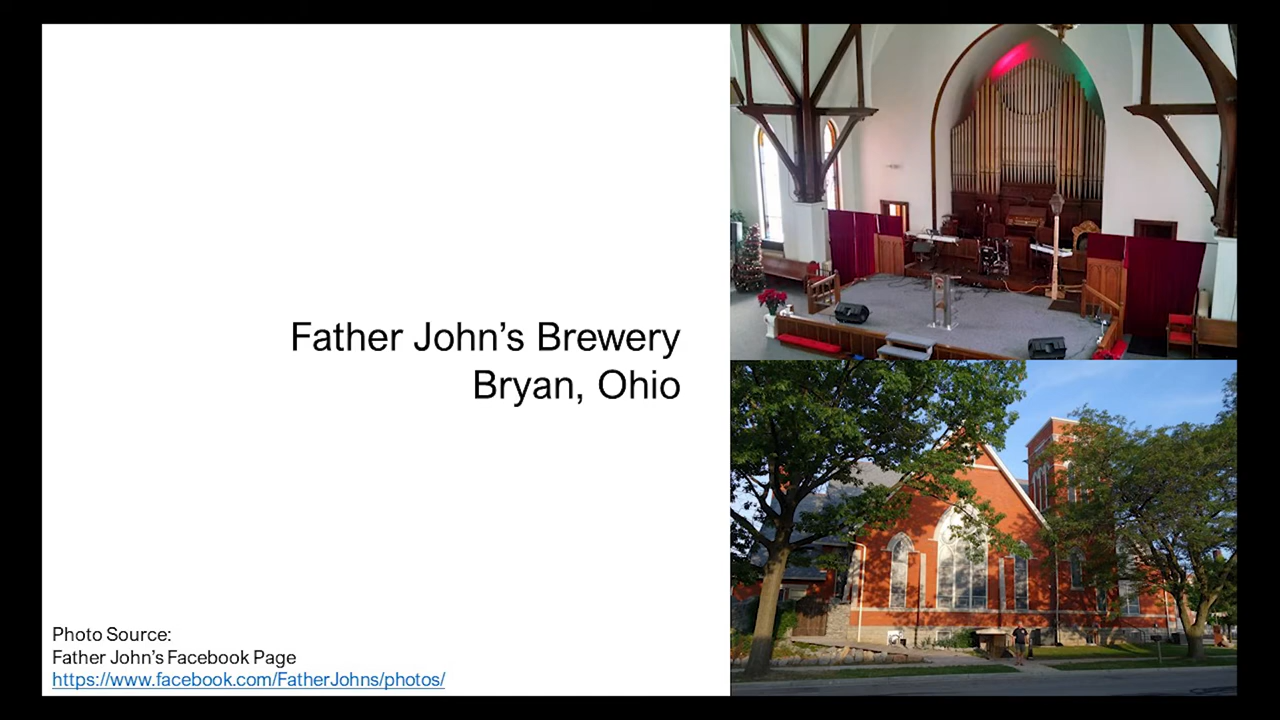 Father John’s Brewery
Bryan, Ohio
Photo Source:
Father John’s Facebook Page
https://www.facebook.com/FatherJohns/photos/